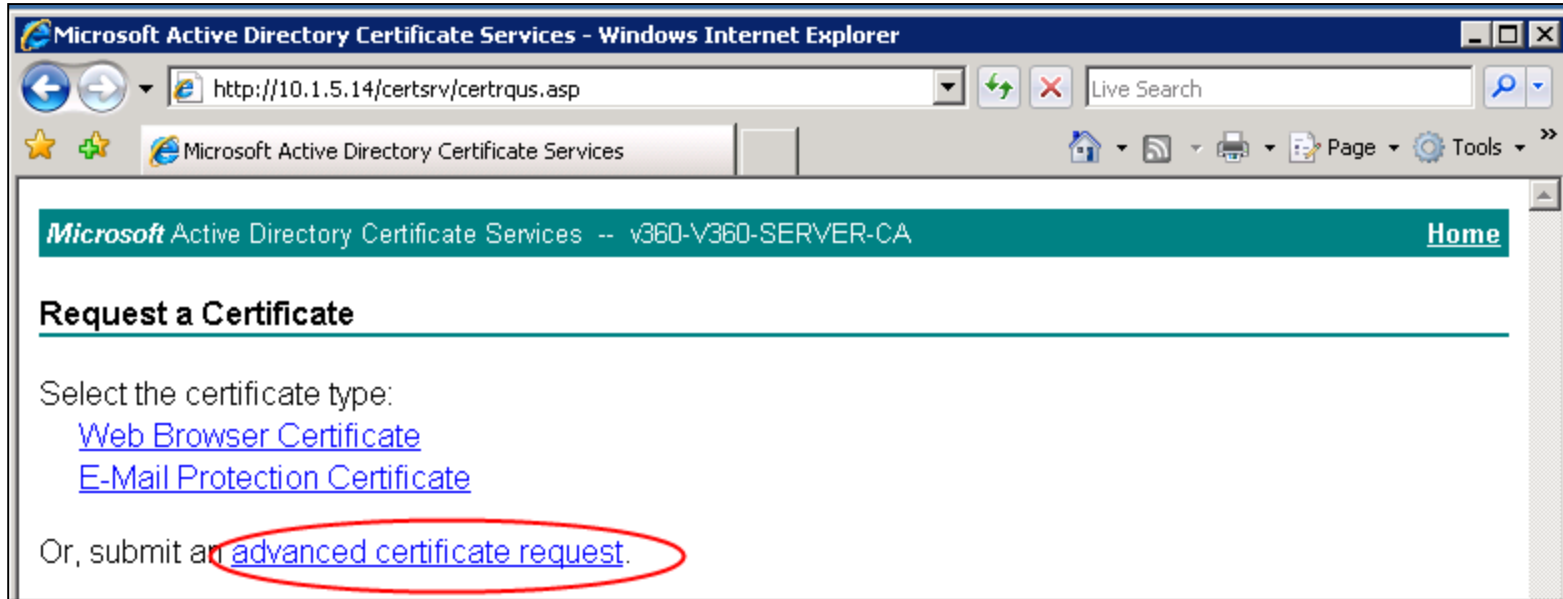 Microsoft Active Directory Certificate Services - Windows Internet Explorer
http://10.1.5.14/certsrv/certrqus.asp Live Search
Microsoft Active Directory Certificate Services Page Tools »
Microsoft Active Directory Certificate Services -- v360-V360-SERVER-CA Home
Request a Certificate
Select the certificate type:
Web Browser Certificate
E-Mail Protection Certificate
Or, submit an advanced certificate request.